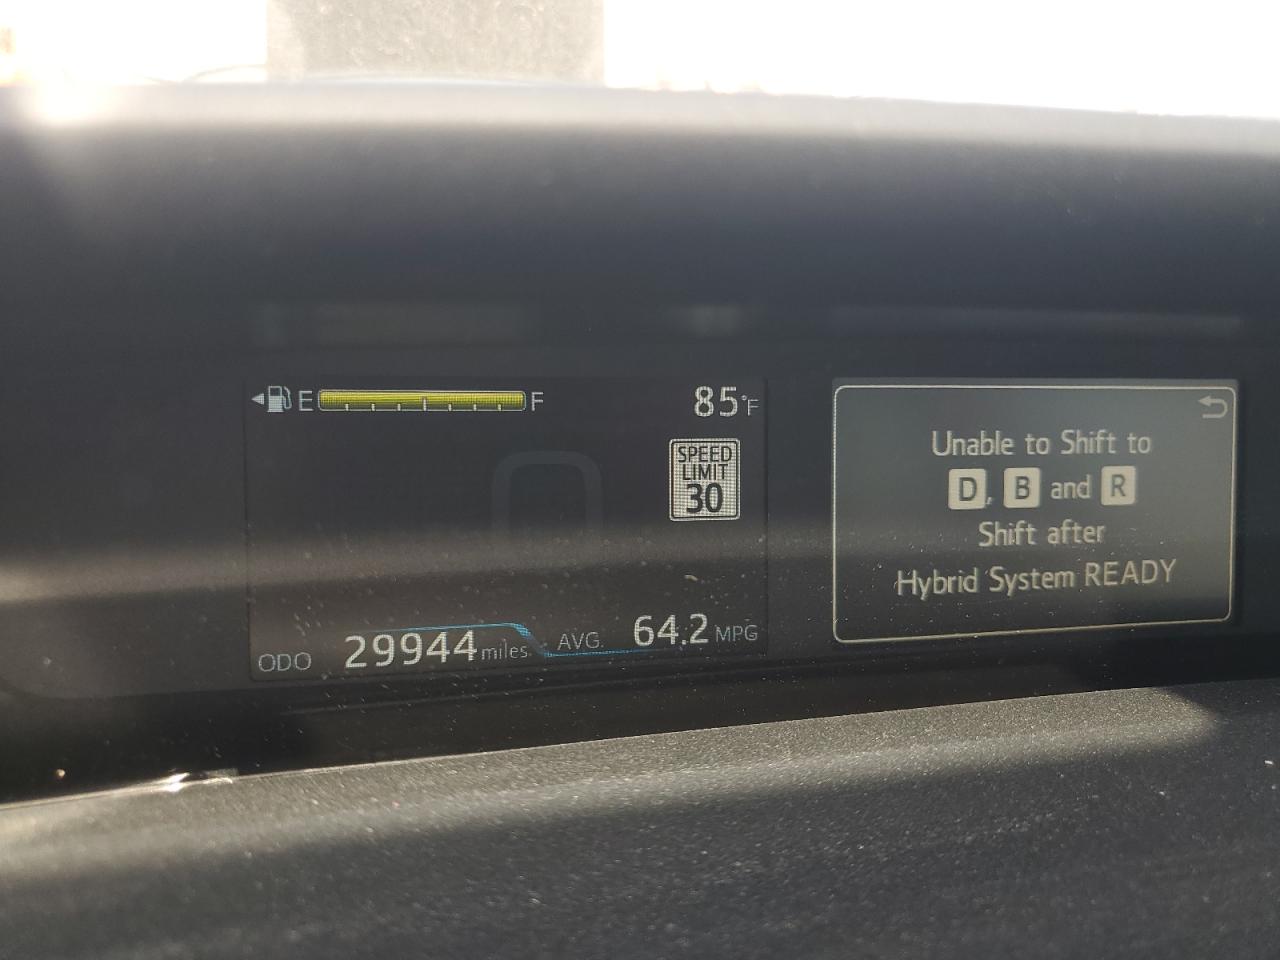 E F 85°F
SPEED
LIMIT
30
ODO 29944 miles AVG. 64.2 MPG
Unable to Shift to
D, B and R
Shift after
Hybrid System READY